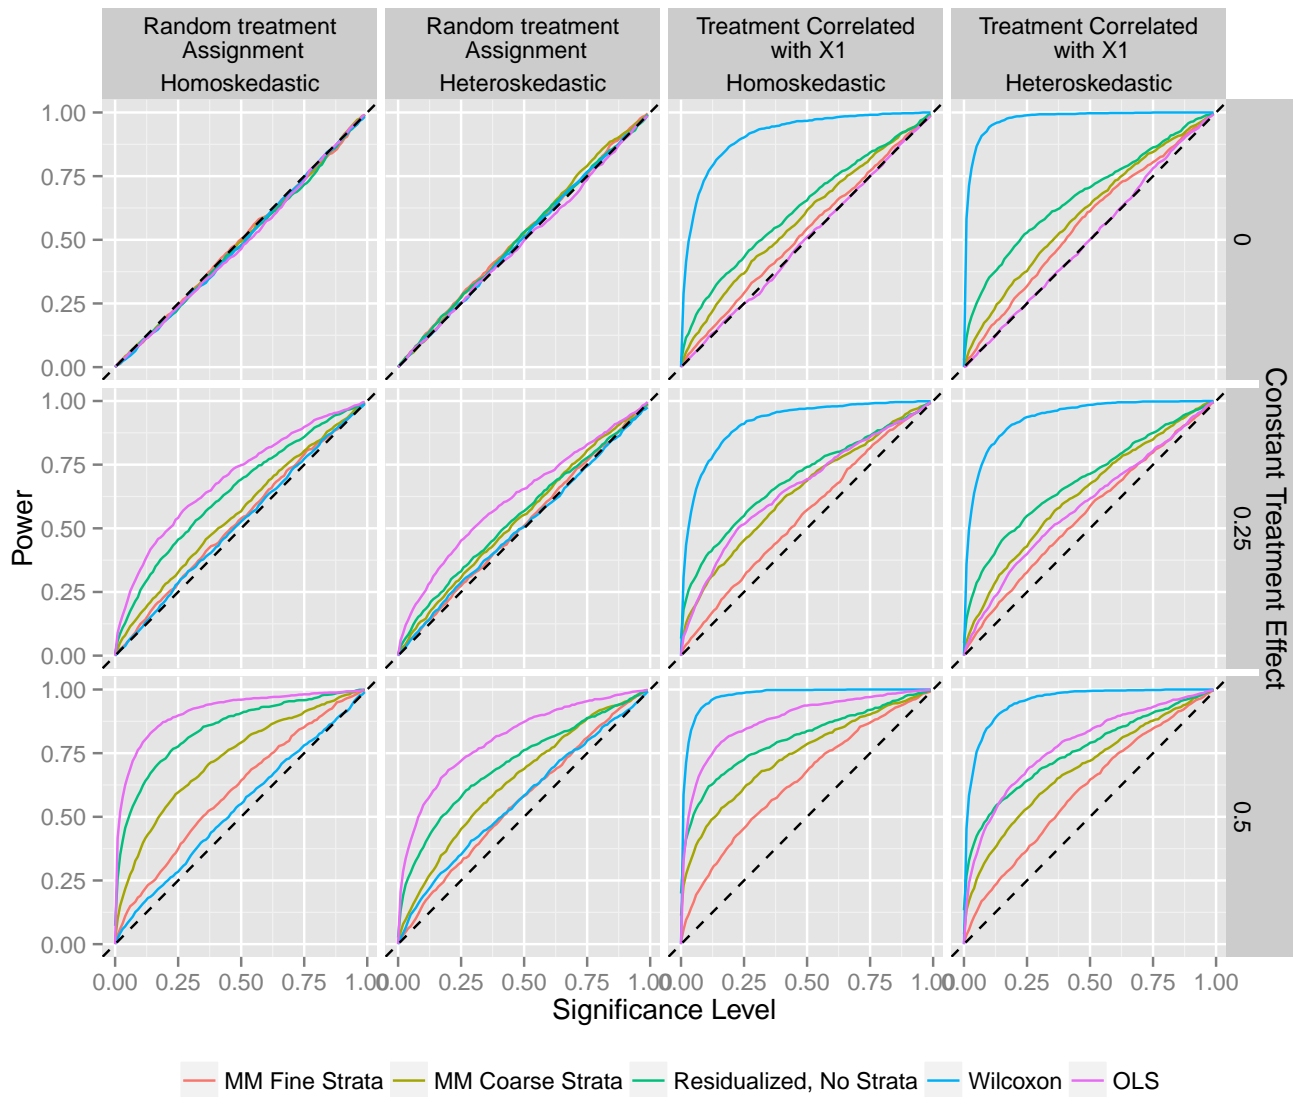 Random treatment
Assignment
Homoskedastic
Random treatment
Assignment
Heteroskedastic
Treatment Correlated
with X1
Homoskedastic
Treatment Correlated
with X1
Heteroskedastic
1.00
0.75
0.50
0.25
0.00
0
1.00
0.75
0.50
0.25
0.00
0.25
1.00
0.75
0.50
0.25
0.00
0.5
Power
Constant Treatment Effect
0.00 0.25 0.50 0.75 1.00
0.00 0.25 0.50 0.75 1.00
0.00 0.25 0.50 0.75 1.00
0.00 0.25 0.50 0.75 1.00
Significance Level
MM Fine Strata MM Coarse Strata Residualized, No Strata Wilcoxon OLS